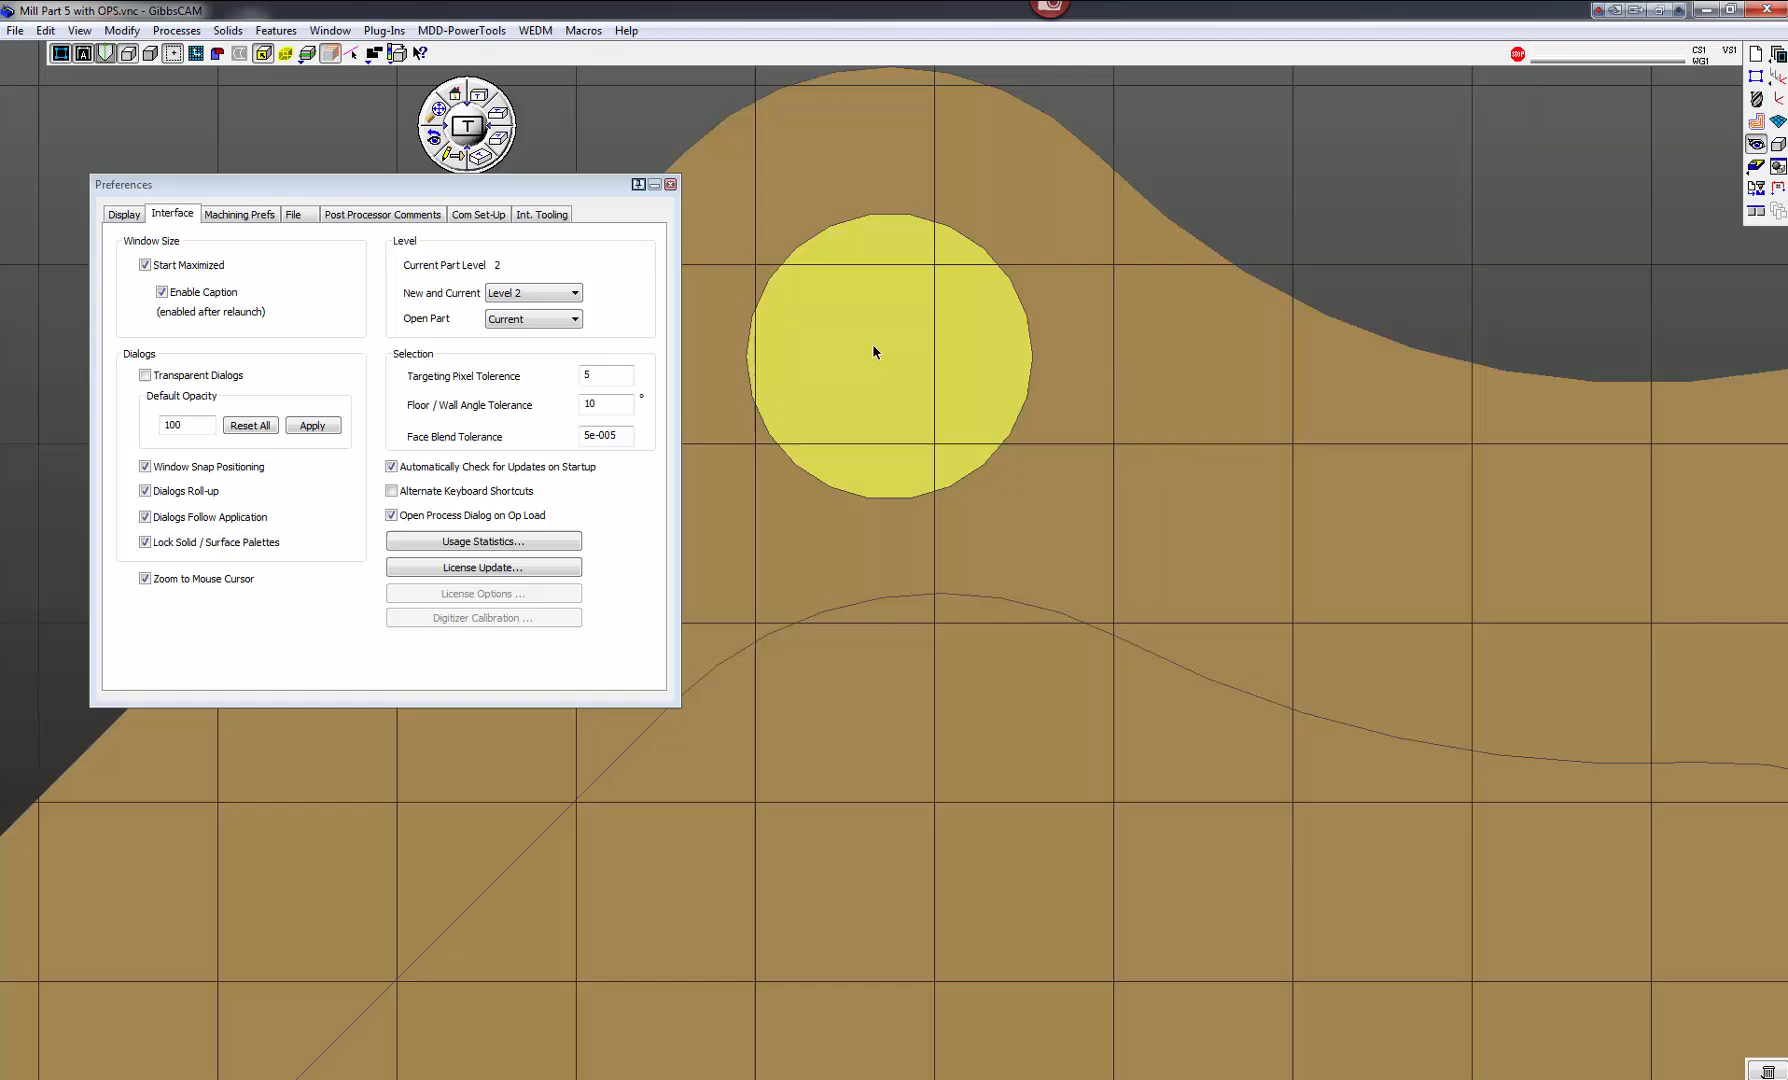 Mill Part 5 with OPS.vnc - GibbsCAM
File Edit View Modify Processes Solids Features Window Plug-Ins MDD-PowerTools WEDM Macros Help
STOP
CS1 VS1
WG1
A
T
Preferences
Display Interface Machining Prefs File Post Processor Comments Com Set-Up Int. Tooling
Window Size
Start Maximized
Enable Caption
(enabled after relaunch)
Dialogs
Transparent Dialogs
Default Opacity
100 Reset All Apply
Window Snap Positioning
Dialogs Roll-up
Dialogs Follow Application
Lock Solid / Surface Palettes
Zoom to Mouse Cursor
Level
Current Part Level 2
New and Current Level 2
Open Part Current
Selection
Targeting Pixel Tolerence 5
Floor / Wall Angle Tolerance 10 °
Face Blend Tolerance 5e-005
Automatically Check for Updates on Startup
Alternate Keyboard Shortcuts
Open Process Dialog on Op Load
Usage Statistics...
License Update...
License Options ...
Digitizer Calibration ...